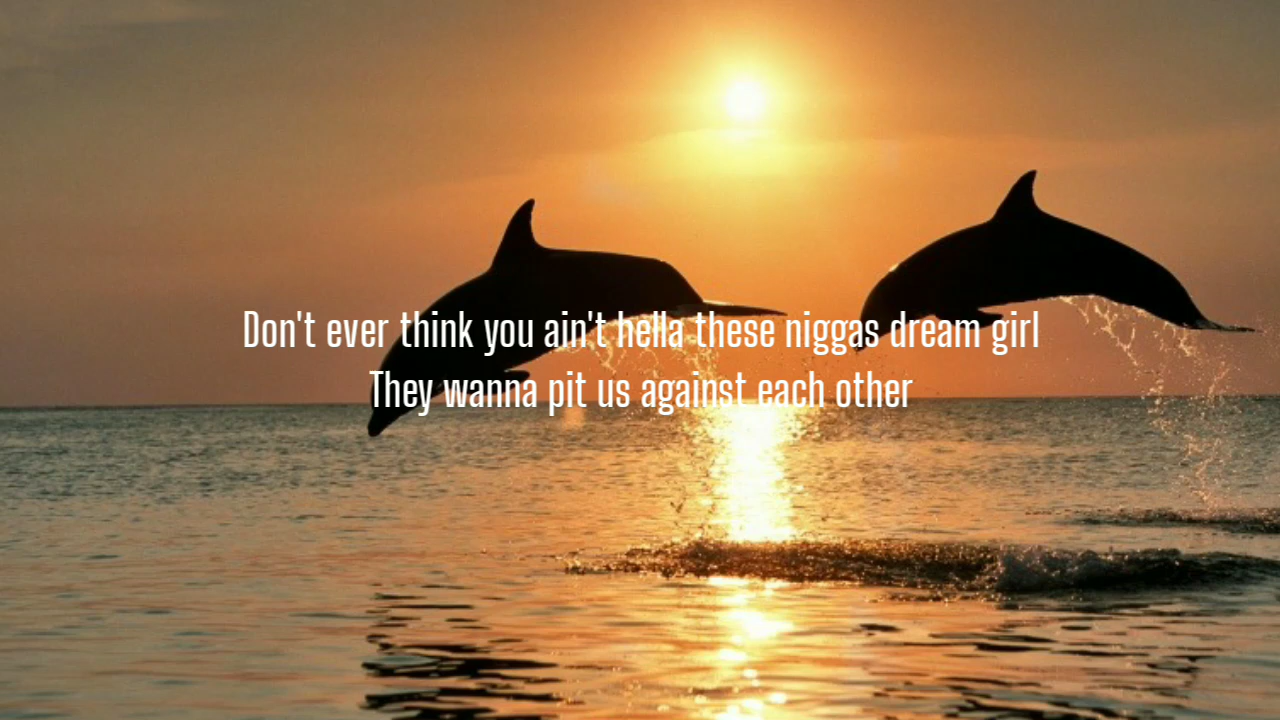 Don't ever think you ain't hella these niggas dream girl
They wanna pit us against each other